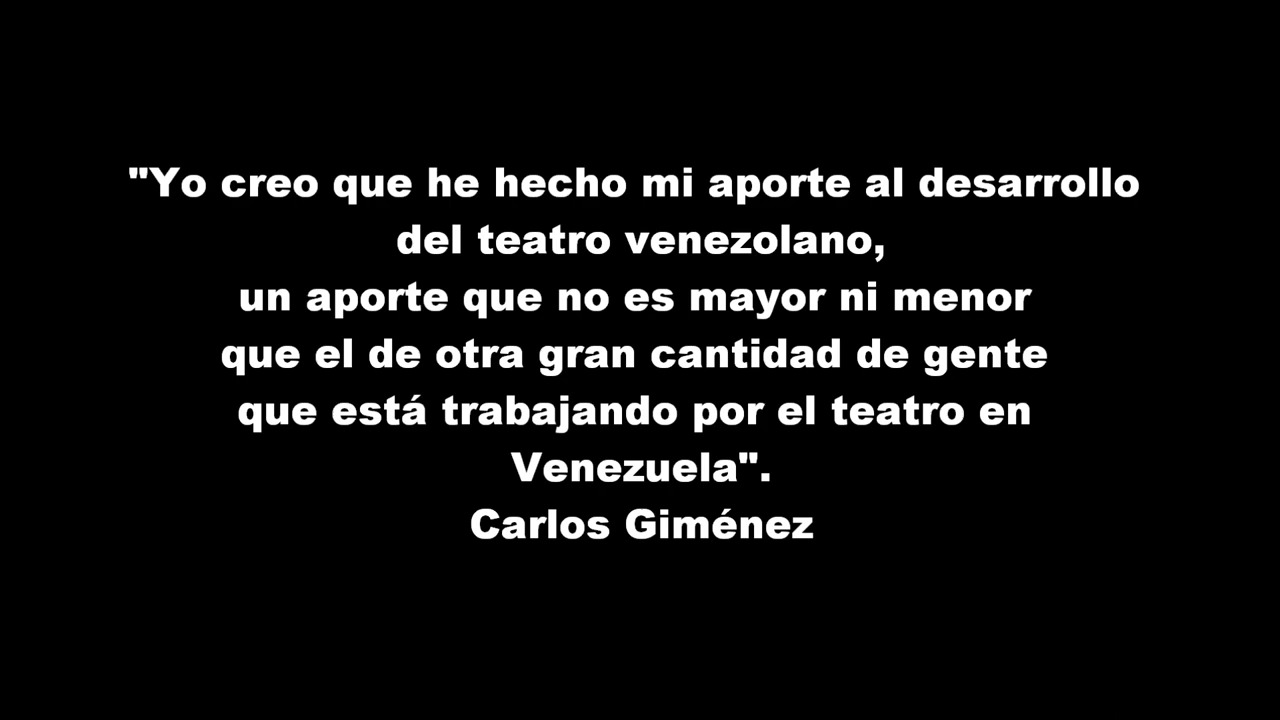 "Yo creo que he hecho mi aporte al desarrollo
del teatro venezolano,
un aporte que no es mayor ni menor
que el de otra gran cantidad de gente
que está trabajando por el teatro en
Venezuela".
Carlos Giménez